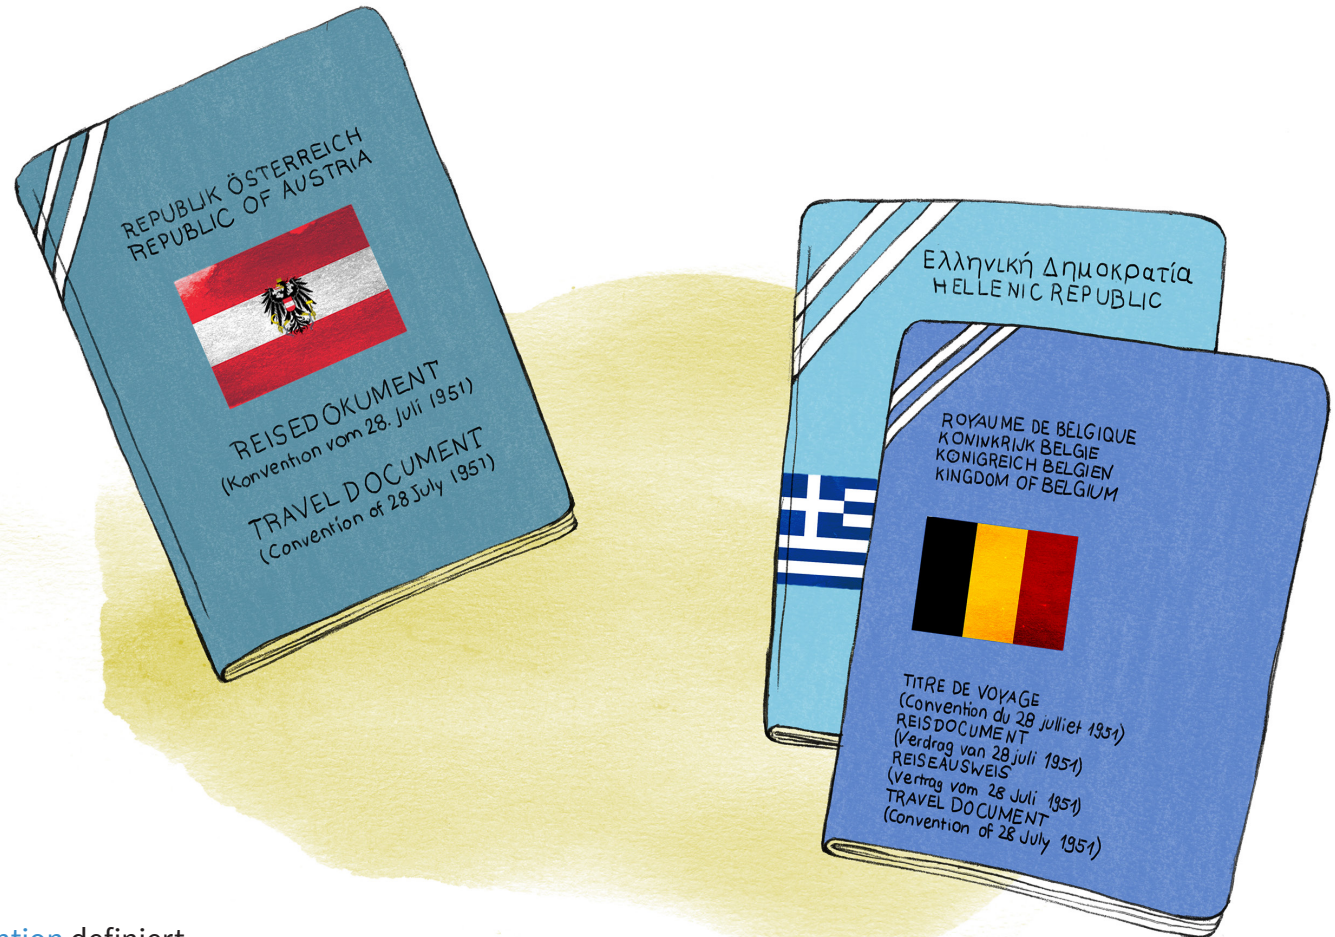 REPUBLIK ÖSTERREICH
REPUBLIC OF AUSTRIA
REISEDOKUMENT
(Konvention vom 28. Juli 1951)
TRAVEL DOCUMENT
(Convention of 28 July 1951)
Ελληνική Δημοκρατία
HELLENIC REPUBLIC
ROYAUME DE BELGIQUE
KONINKRIJK BELGIE
KÖNIGREICH BELGIEN
KINGDOM OF BELGIUM
TITRE DE VOYAGE
(Convention du 28 julliet 1951)
REISDOCUMENT
(Verdrag van 28 juli 1951)
REISEAUSWEIS
(Vertrag vom 28 Juli 1951)
TRAVEL DOCUMENT
(Convention of 28 July 1951)
ntion definiert